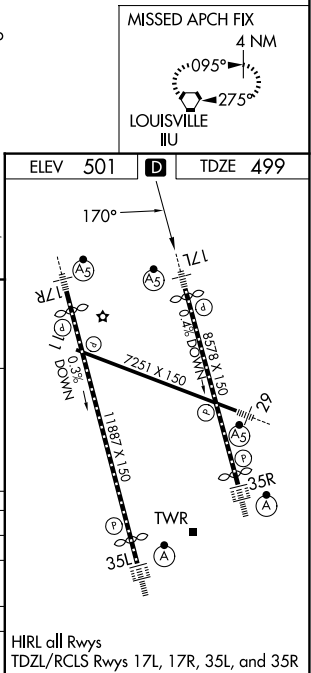 MISSED APCH FIX
4 NM
095°
275°
LOUISVILLE
IIU
ELEV 501 D TDZE 499
170°
17L
A5
A5
17R
P
P
11
P
0.3%
DOWN
0.4% DOWN
8578 X 150
7251 X 150
11887 X 150
P
29
A5
P
35R
A
P
TWR
A
35L
HIRL all Rwys
TDZL/RCLS Rwys 17L, 17R, 35L, and 35R